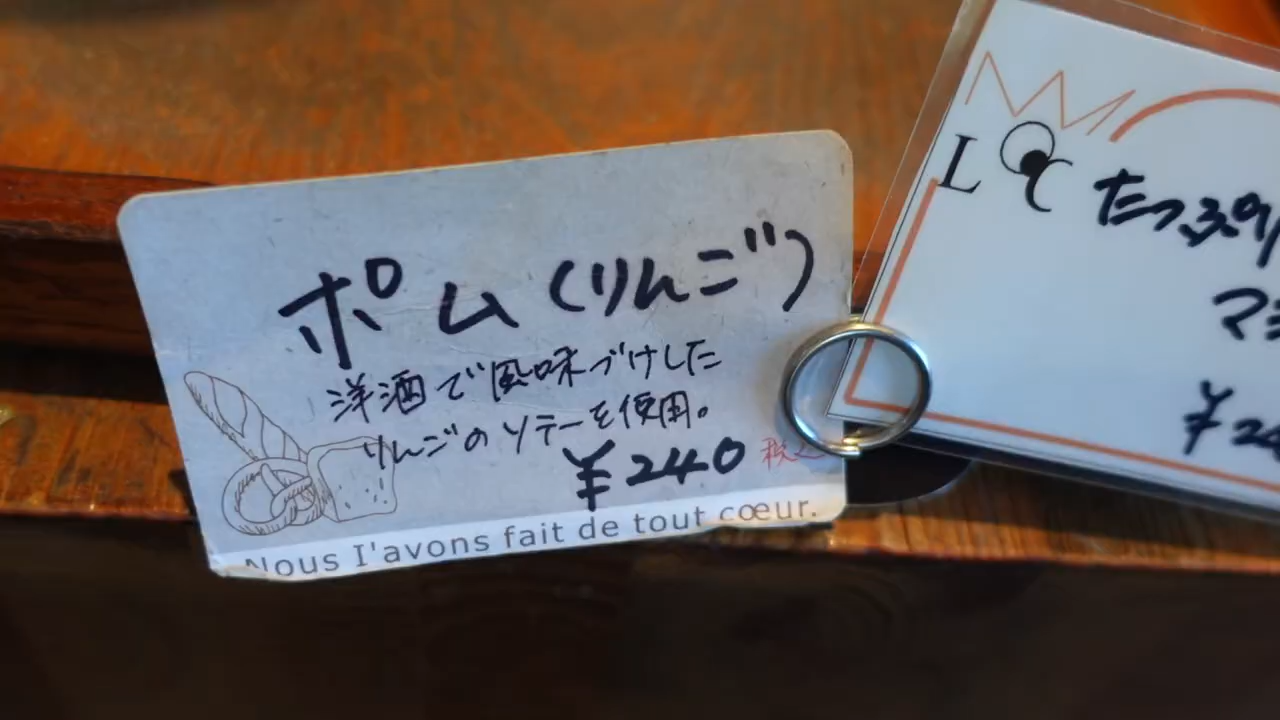 ポム(りんご)
洋酒で風味づけした
りんごのソテーを使用。
¥240 税込
Nous l'avons fait de tout cœur.
たっぷり
マ
¥2